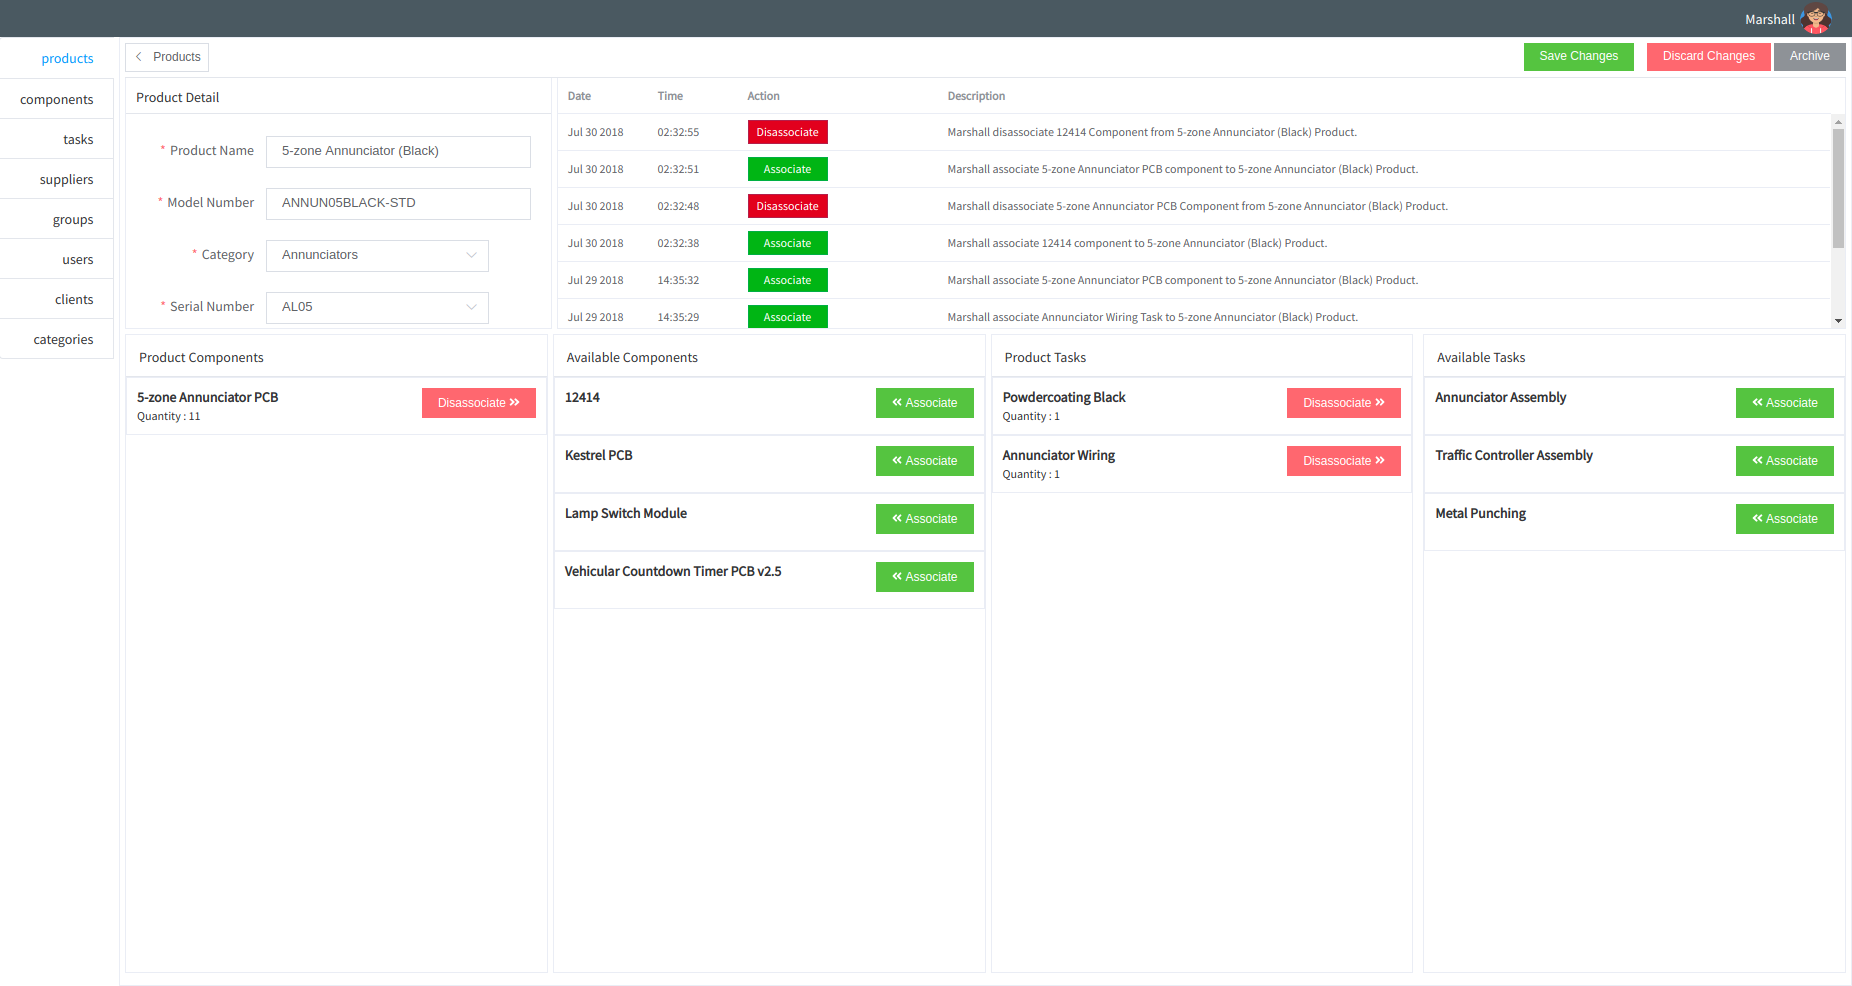 Marshall
products
components
tasks
suppliers
groups
users
clients
categories
Products
Save Changes
Discard Changes
Archive
Product Detail
* Product Name 5-zone Annunciator (Black)
* Model Number ANNUN05BLACK-STD
* Category Annunciators
* Serial Number AL05
Date Time Action Description
Jul 30 2018 02:32:55 Disassociate Marshall disassociate 12414 Component from 5-zone Annunciator (Black) Product.
Jul 30 2018 02:32:51 Associate Marshall associate 5-zone Annunciator PCB component to 5-zone Annunciator (Black) Product.
Jul 30 2018 02:32:48 Disassociate Marshall disassociate 5-zone Annunciator PCB Component from 5-zone Annunciator (Black) Product.
Jul 30 2018 02:32:38 Associate Marshall associate 12414 component to 5-zone Annunciator (Black) Product.
Jul 29 2018 14:35:32 Associate Marshall associate 5-zone Annunciator PCB component to 5-zone Annunciator (Black) Product.
Jul 29 2018 14:35:29 Associate Marshall associate Annunciator Wiring Task to 5-zone Annunciator (Black) Product.
Product Components
5-zone Annunciator PCB
Quantity : 11
Disassociate »
Available Components
12414
« Associate
Kestrel PCB
« Associate
Lamp Switch Module
« Associate
Vehicular Countdown Timer PCB v2.5
« Associate
Product Tasks
Powdercoating Black
Quantity : 1
Disassociate »
Annunciator Wiring
Quantity : 1
Disassociate »
Available Tasks
Annunciator Assembly
« Associate
Traffic Controller Assembly
« Associate
Metal Punching
« Associate